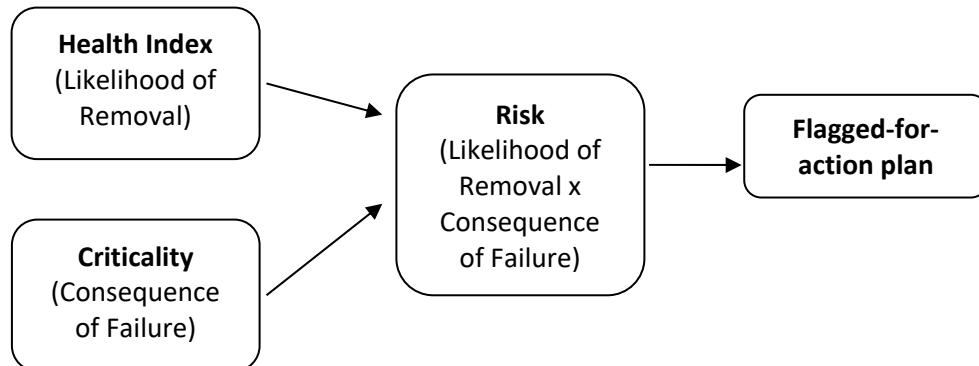 Health Index
(Likelihood of
Removal)
Criticality
(Consequence
of Failure)
Risk
(Likelihood of
Removal x
Consequence
of Failure)
Flagged-for-
action plan